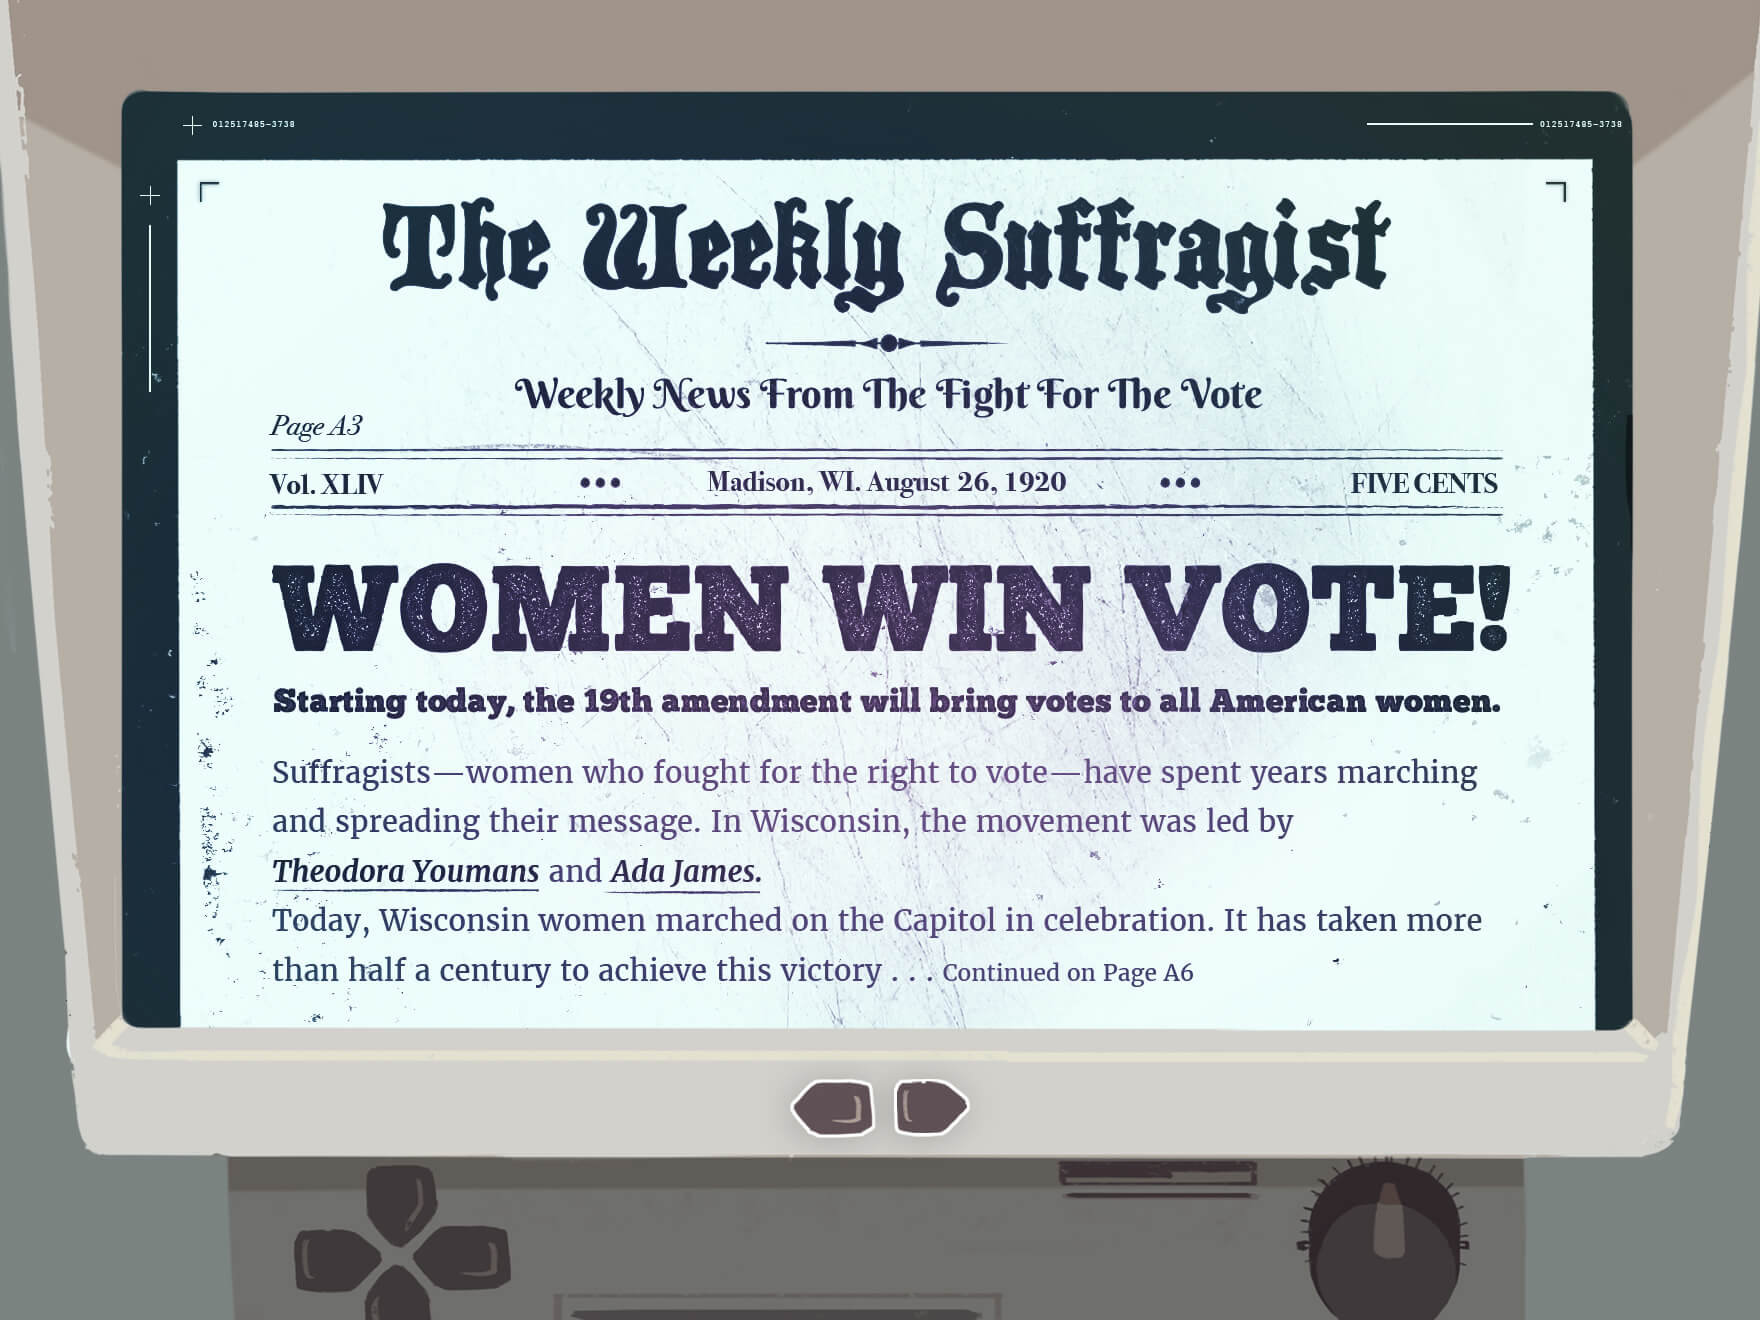 012517485-3738
012517485-3738
The Weekly Suffragist
Weekly News From The Fight For The Vote
Page A3
Vol. XLIV ••• Madison, WI. August 26, 1920 ••• FIVE CENTS
WOMEN WIN VOTE!
Starting today, the 19th amendment will bring votes to all American women.
Suffragists—women who fought for the right to vote—have spent years marching
and spreading their message. In Wisconsin, the movement was led by
Theodora Youmans and Ada James.
Today, Wisconsin women marched on the Capitol in celebration. It has taken more
than half a century to achieve this victory . . . Continued on Page A6